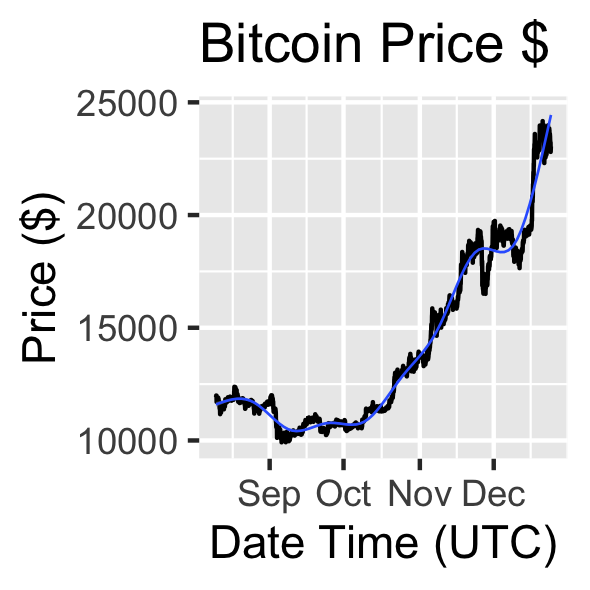 Bitcoin Price $
Price ($)
25000
20000
15000
10000
Sep Oct Nov Dec
Date Time (UTC)